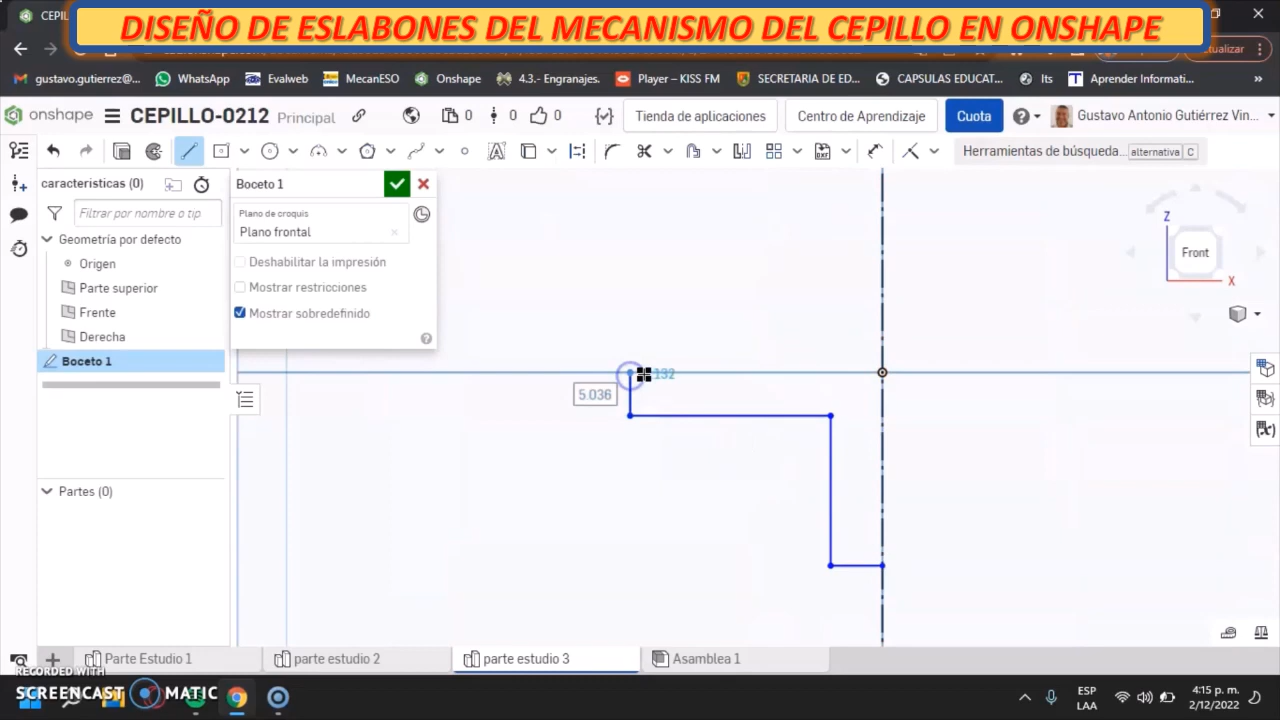 DISEÑO DE ESLABONES DEL MECANISMO DEL CEPILLO EN ONSHAPE
CEPIL
gustavo.gutierrez@... WhatsApp Evalweb MecanESO Onshape 4.3.- Engranajes. Player – KISS FM SECRETARIA DE ED... CAPSULAS EDUCAT... Its Aprender Informati... »
onshape CEPILLO-0212 Principal 0 0 0 Tienda de aplicaciones Centro de Aprendizaje Cuota Gustavo Antonio Gutiérrez Vin...
Herramientas de búsqueda... alternativa C
características (0)
Filtrar por nombre o tip
Geometría por defecto
Origen
Parte superior
Frente
Derecha
Boceto 1
Partes (0)
Boceto 1
Plano de croquis
Plano frontal
Deshabilitar la impresión
Mostrar restricciones
Mostrar sobredefinido
Z
Front
X
132
5.036
Parte Estudio 1 parte estudio 2 parte estudio 3 Asamblea 1
RECORDED WITH
SCREENCAST MATIC
ESP
LAA
4:15 p. m.
2/12/2022